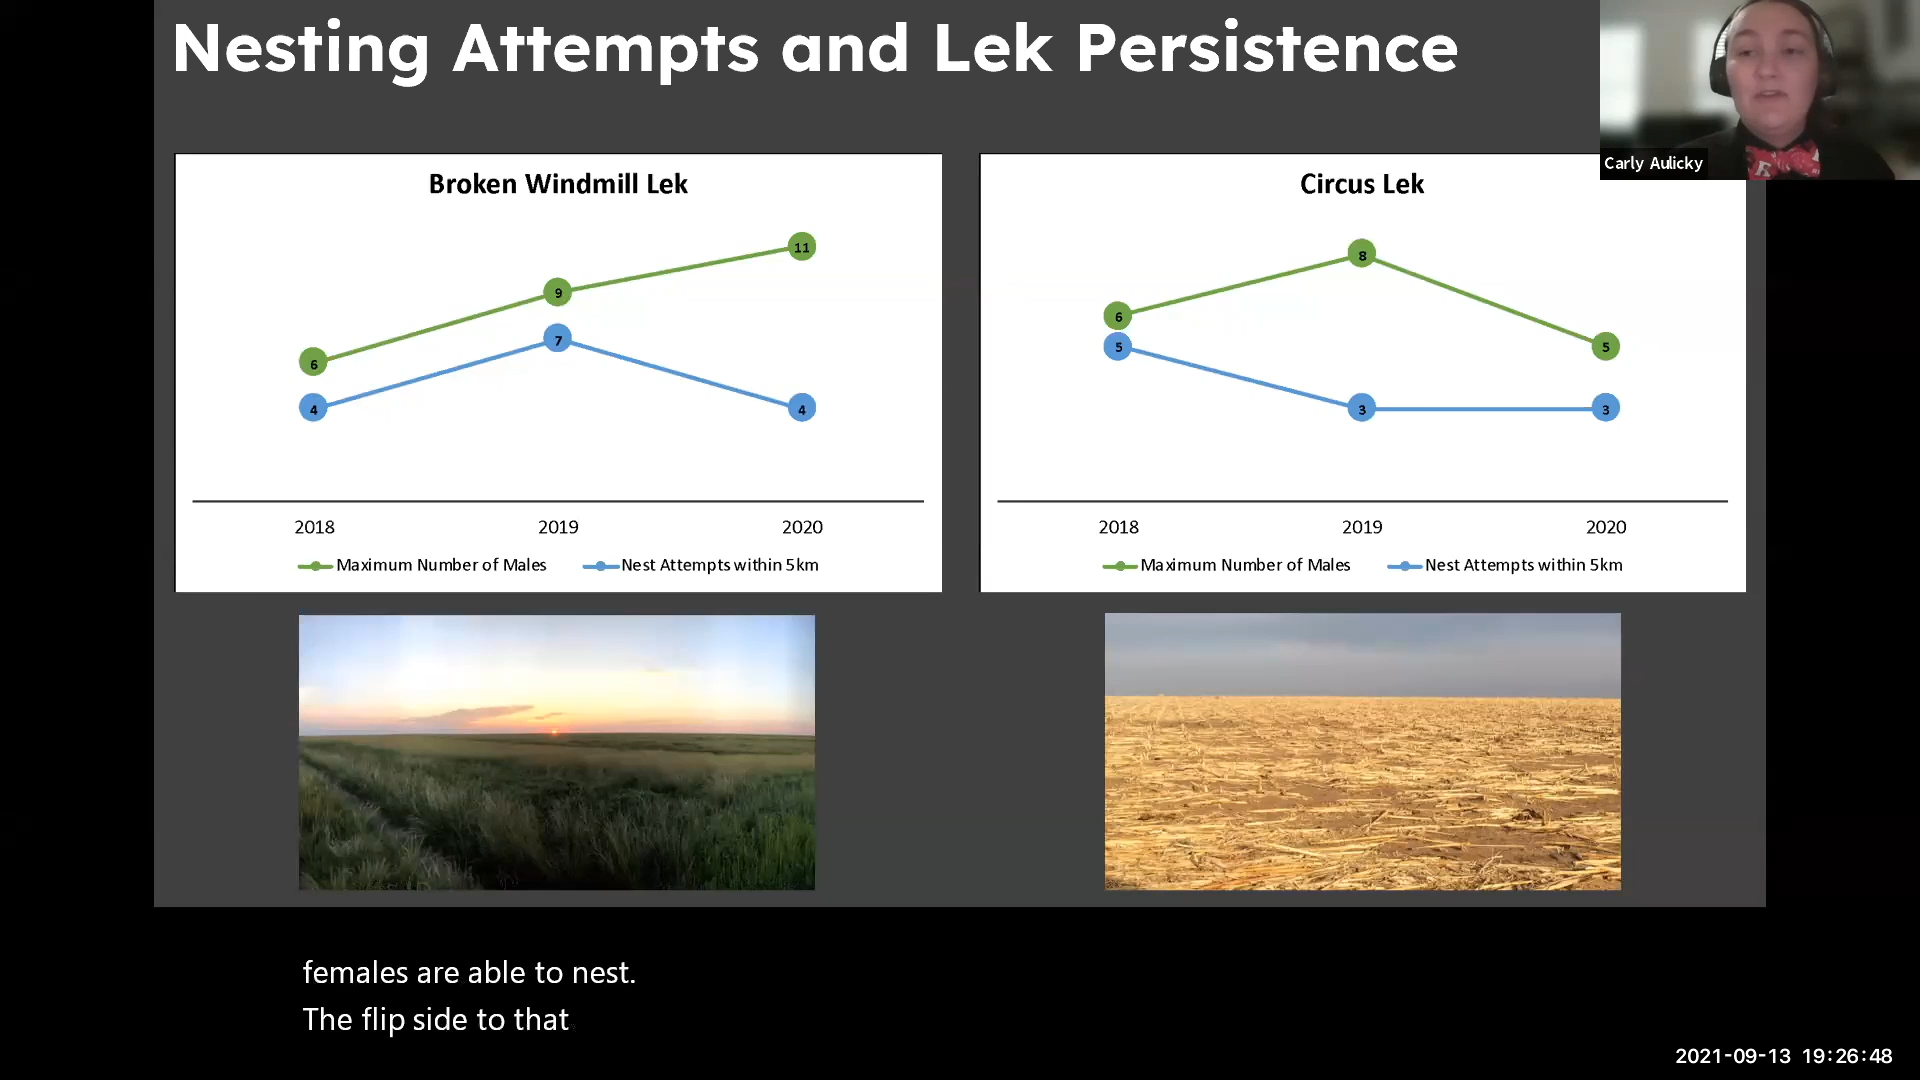 Nesting Attempts and Lek Persistence
Carly Aulicky
Broken Windmill Lek
11
9
7
6
4
4
2018 2019 2020
Maximum Number of Males Nest Attempts within 5km
Circus Lek
8
6
5
5
3
3
2018 2019 2020
Maximum Number of Males Nest Attempts within 5km
females are able to nest.
The flip side to that
2021-09-13 19:26:48